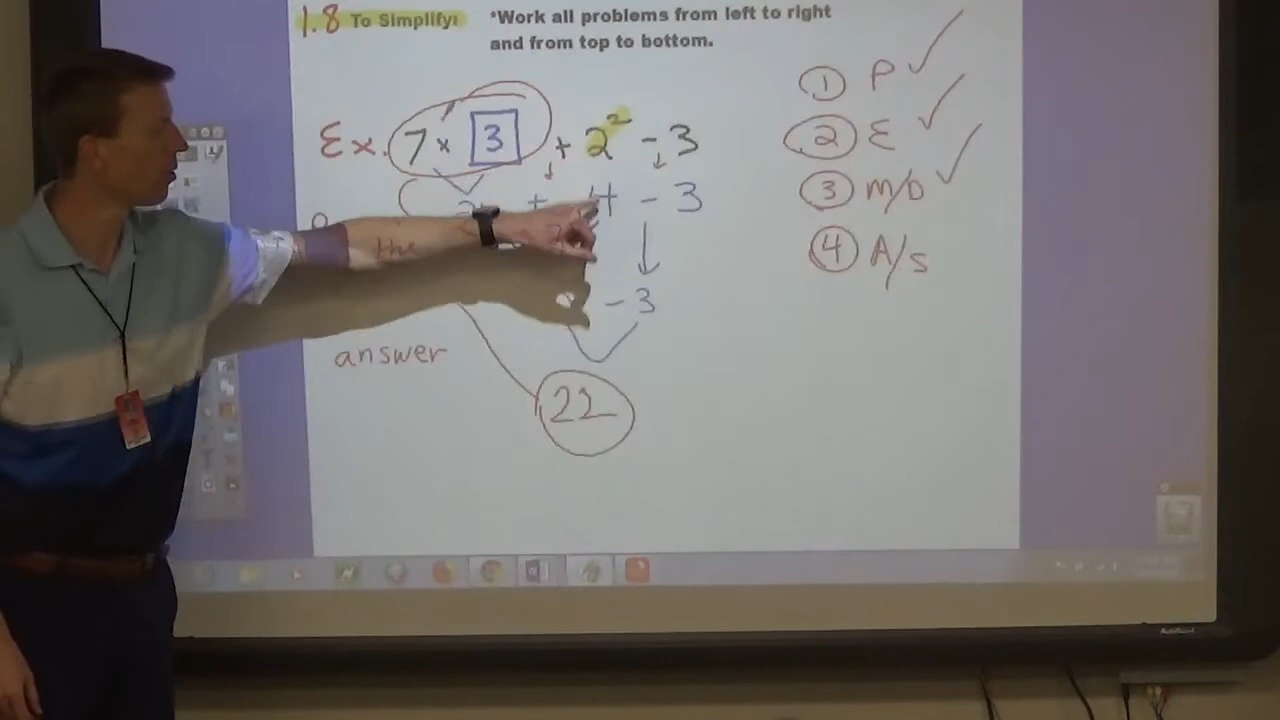 1.8 To Simplify: *Work all problems from left to right
and from top to bottom.
Ex. 7 × 3 + 2² - 3
+ 4 - 3
the
- 3
answer
22
1 P ✓
2 E ✓
3 M/D ✓
4 A/S